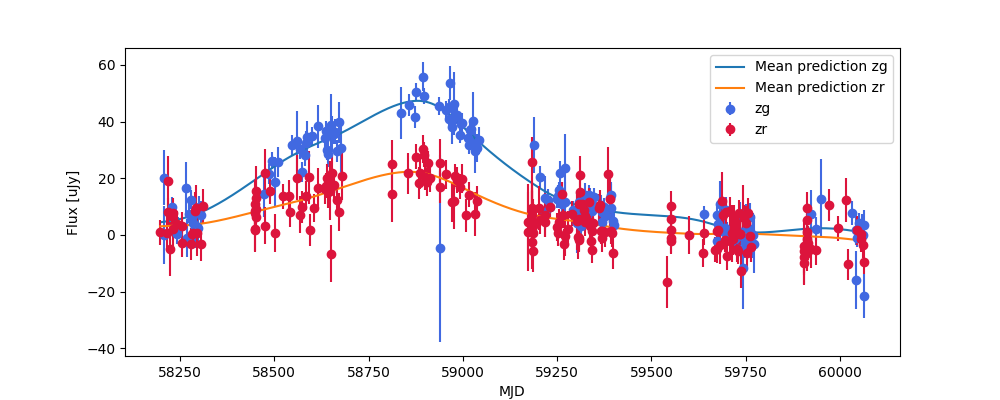 60
40
20
0
−20
−40
Flux [uJy]
58250
58500
58750
59000
59250
59500
59750
60000
MJD
Mean prediction zg
Mean prediction zr
zg
zr